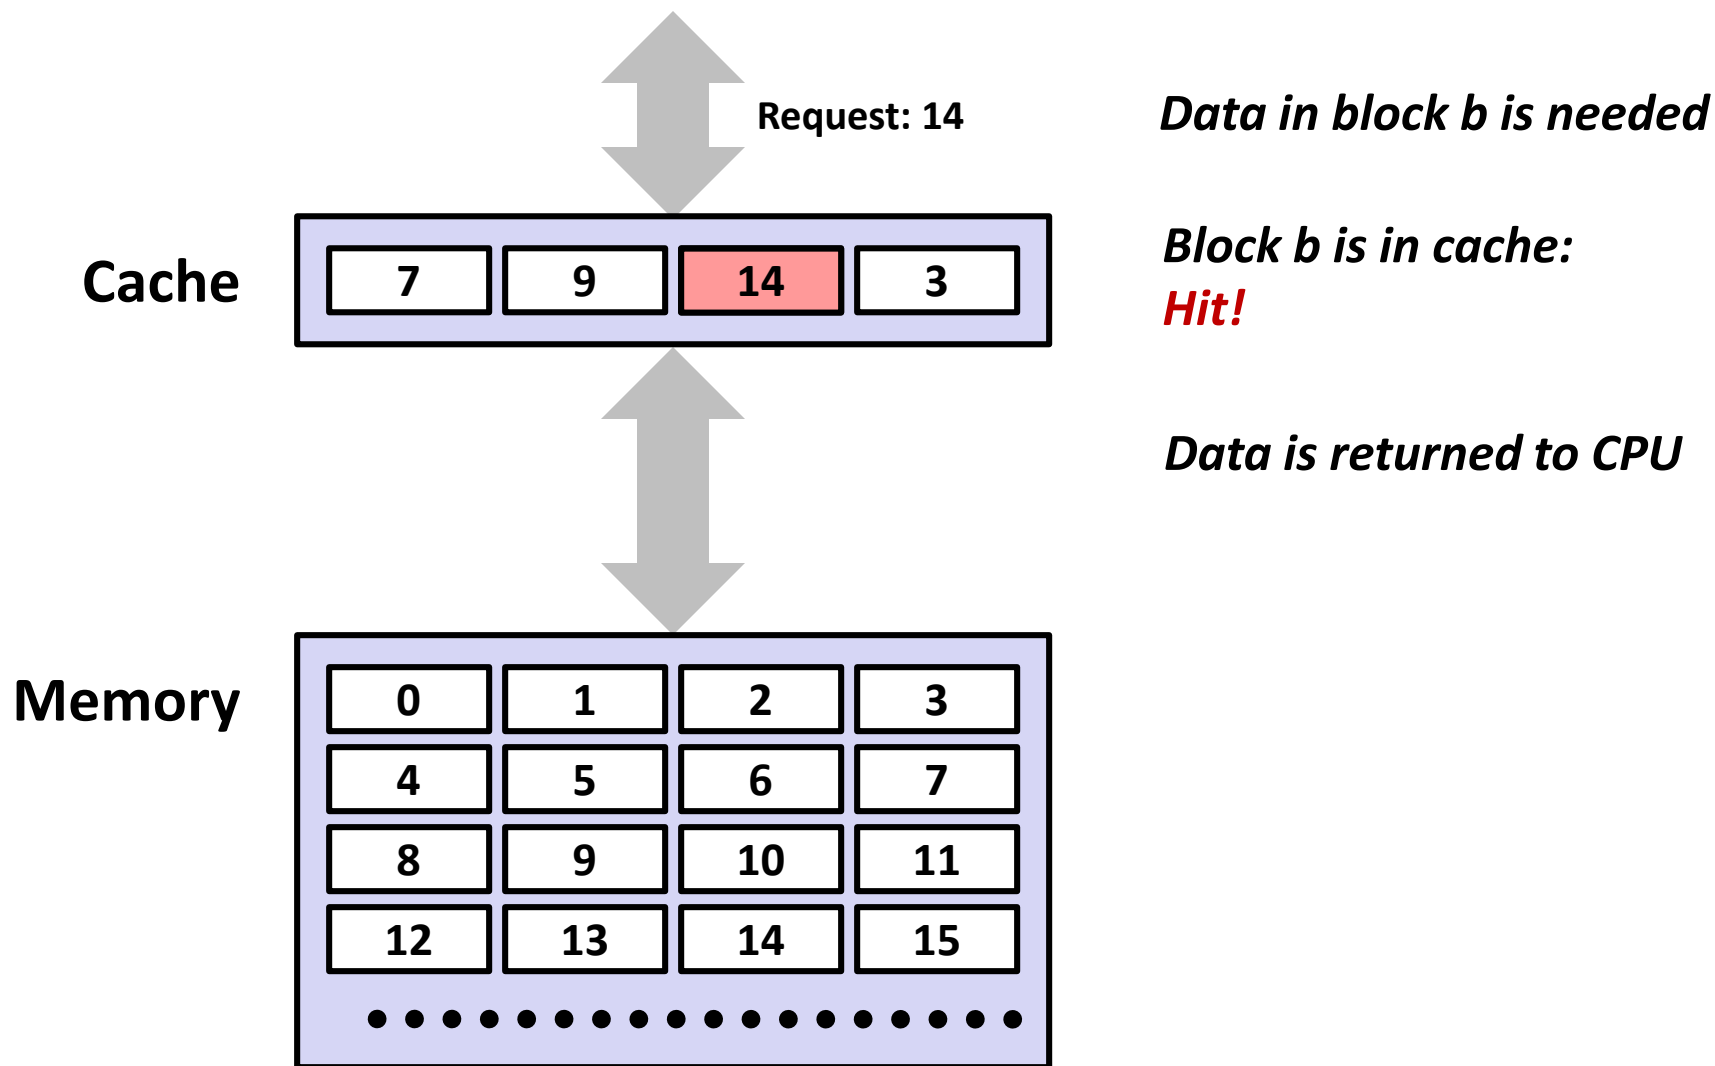 Request: 14
Data in block b is needed
Cache
7 9 14 3
Block b is in cache:
Hit!
Data is returned to CPU
Memory
0 1 2 3
4 5 6 7
8 9 10 11
12 13 14 15